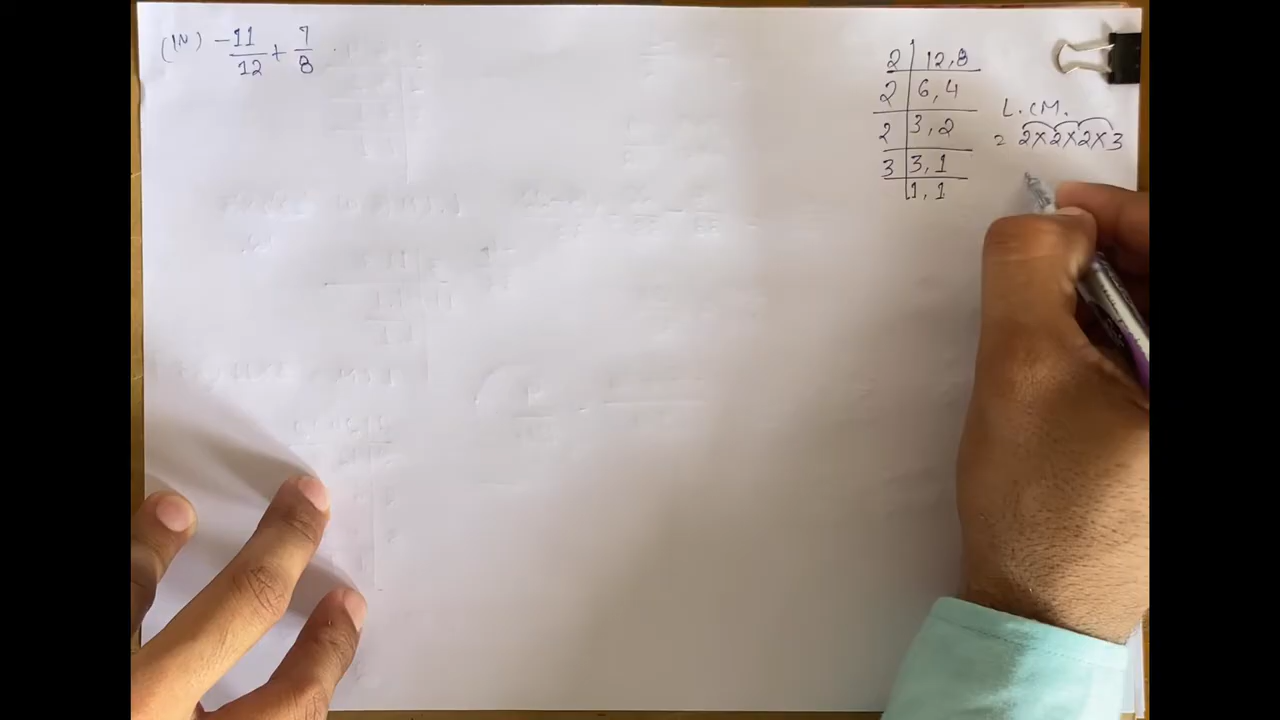 (iv) -11/12 + 7/8
2 | 12, 8
2 | 6, 4
2 | 3, 2
3 | 3, 1
1, 1
L.CM.
= 2×2×2×3